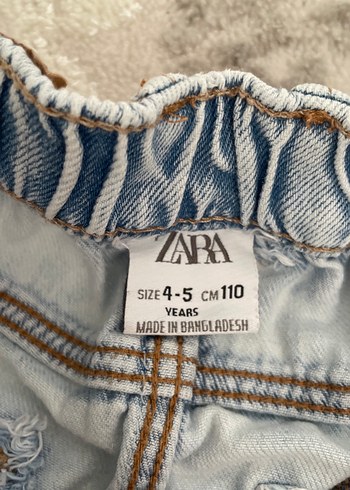 ZARA
SIZE 4-5 CM 110
YEARS
MADE IN BANGLADESH